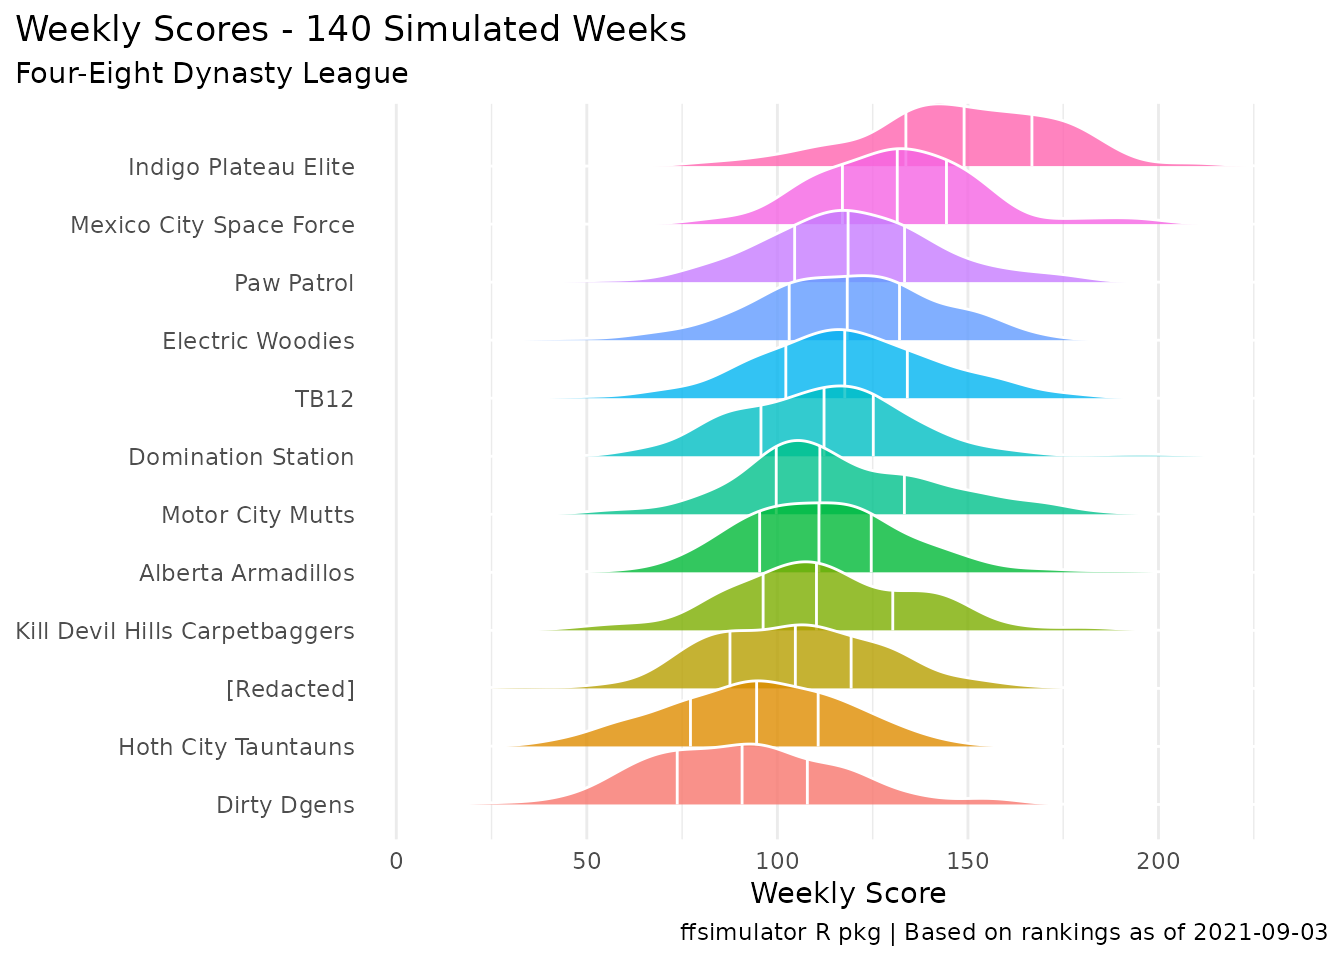 Weekly Scores - 140 Simulated Weeks
Four-Eight Dynasty League
Indigo Plateau Elite
Mexico City Space Force
Paw Patrol
Electric Woodies
TB12
Domination Station
Motor City Mutts
Alberta Armadillos
Kill Devil Hills Carpetbaggers
[Redacted]
Hoth City Tauntauns
Dirty Dgens
0 50 100 150 200
Weekly Score
ffsimulator R pkg | Based on rankings as of 2021-09-03